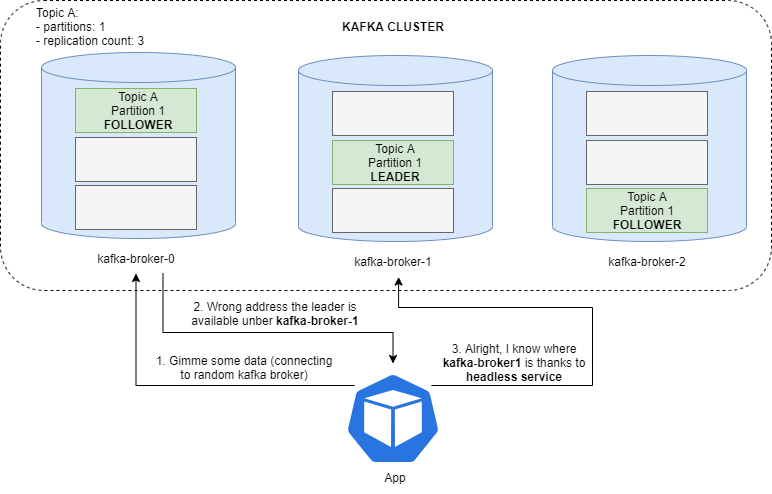 Topic A:
- partitions: 1
- replication count: 3
KAFKA CLUSTER
Topic A
Partition 1
FOLLOWER
Topic A
Partition 1
LEADER
Topic A
Partition 1
FOLLOWER
kafka-broker-0
kafka-broker-1
kafka-broker-2
2. Wrong address the leader is
available unber kafka-broker-1
1. Gimme some data (connecting
to random kafka broker)
3. Alright, I know where
kafka-broker1 is thanks to
headless service
App